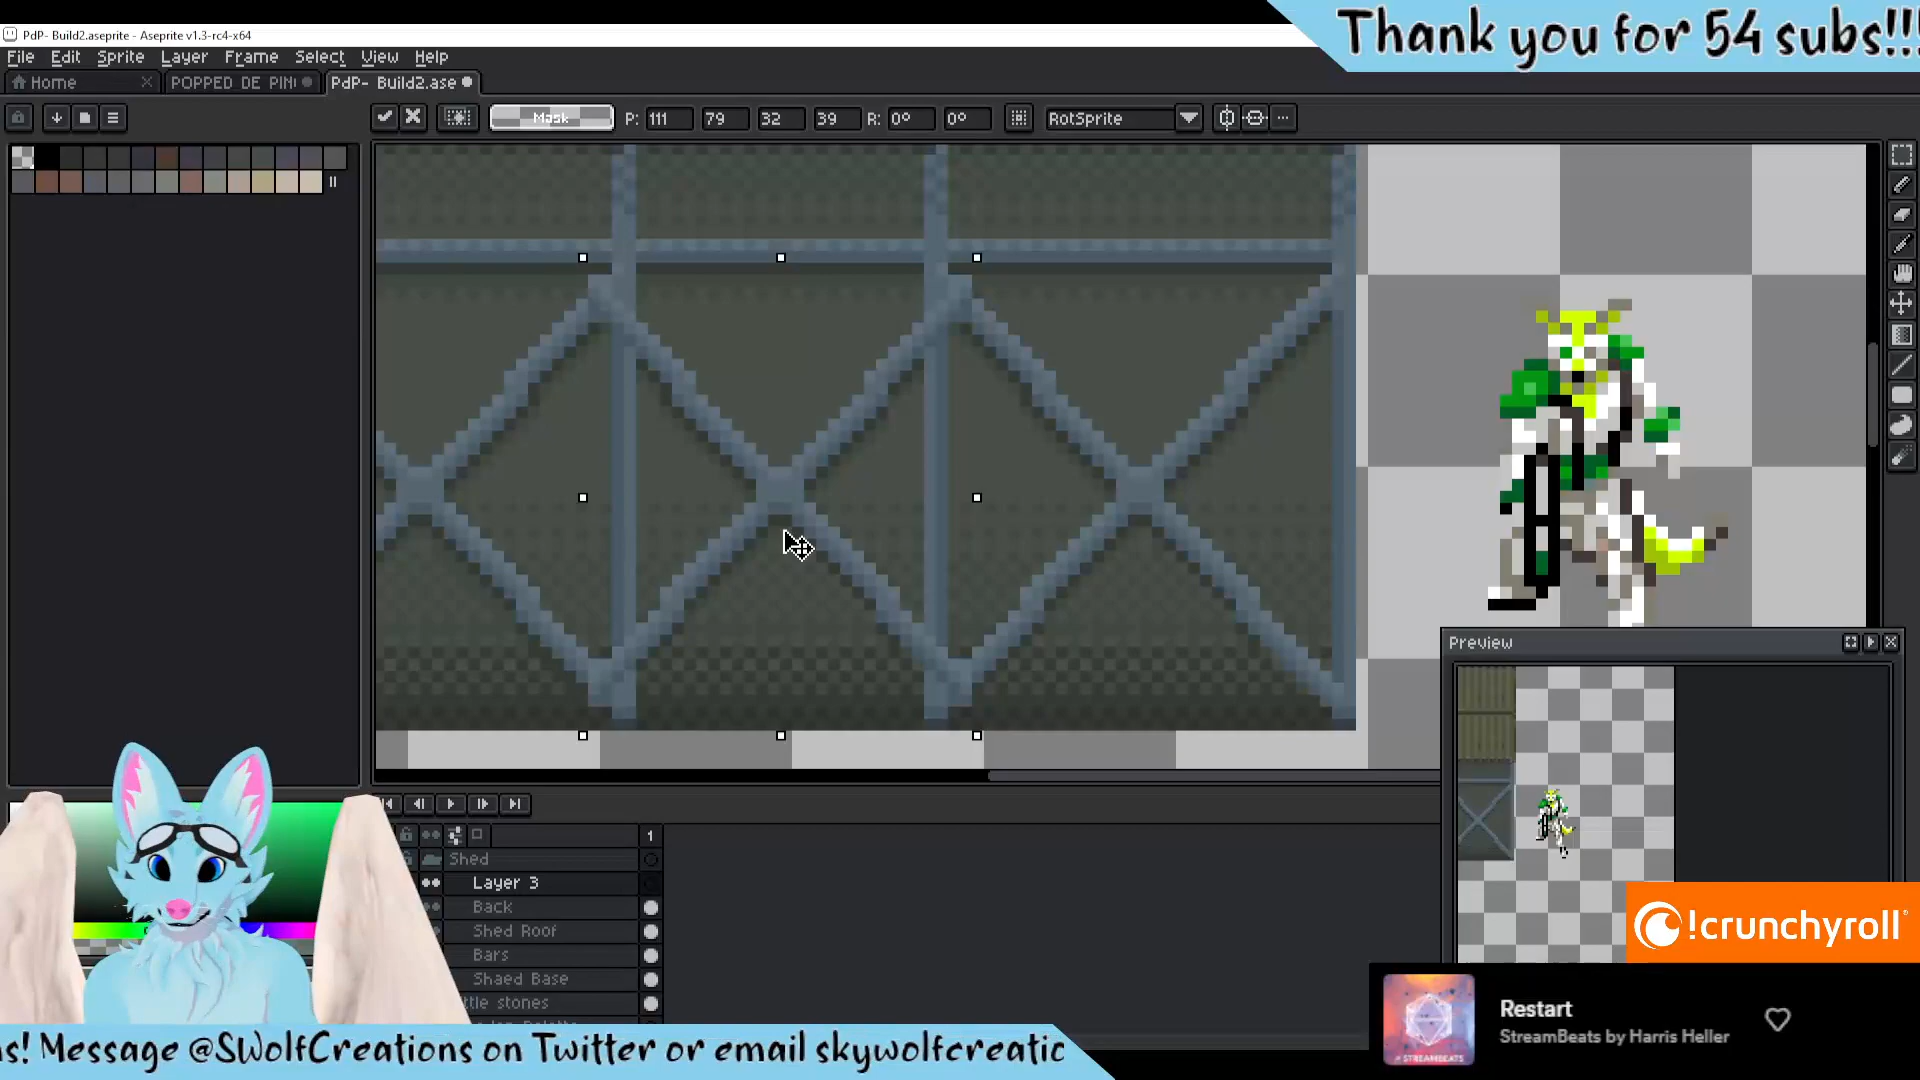 Thank you for 54 subs!!!
PdP- Build2.aseprite - Aseprite v1.3-rc4-x64
File Edit Sprite Layer Select Frame View Help
Home
POPPED DE PIN
PdP- Build2.ase
Mask
P: 111 79 32 39 R: 0° 0°
RotSprite
Preview
1
Shed
Layer 3
Back
Shed Roof
Bars
Shaed Base
ttle stones
!crunchyroll
Restart
StreamBeats by Harris Heller
STREAMBEATS
s! Message @SWolfCreations on Twitter or email skywolfcreatic